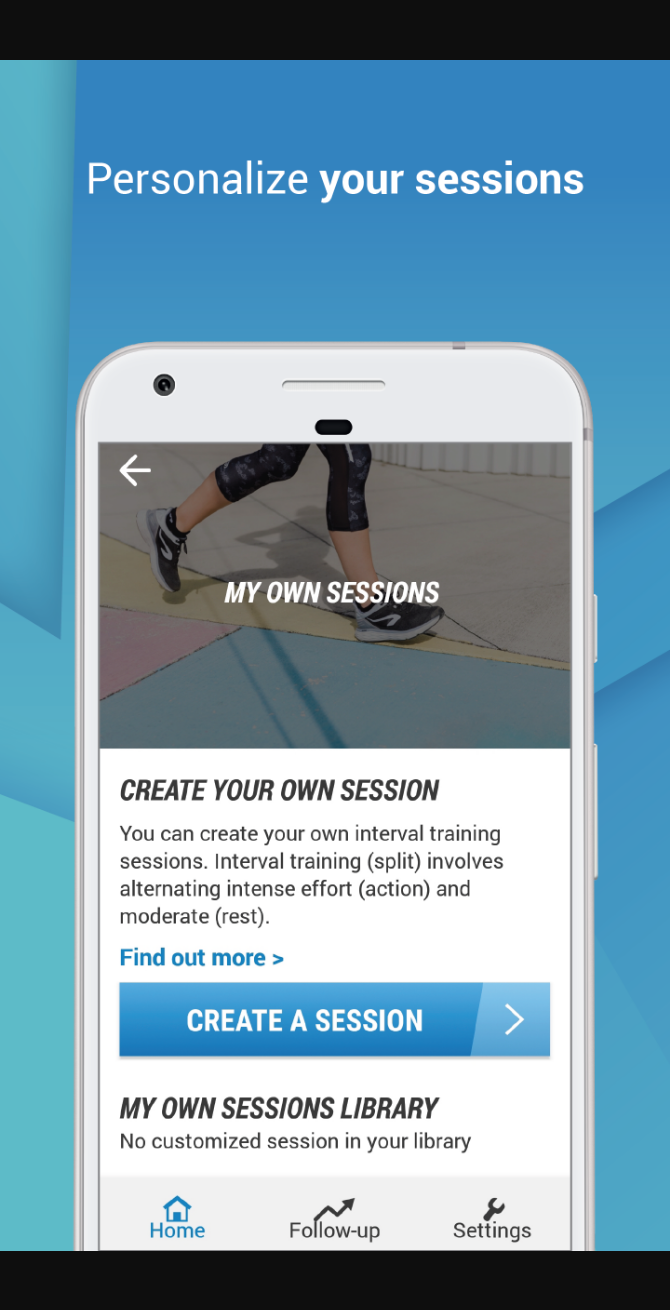 Personalize your sessions
MY OWN SESSIONS
CREATE YOUR OWN SESSION
You can create your own interval training
sessions. Interval training (split) involves
alternating intense effort (action) and
moderate (rest).
Find out more >
CREATE A SESSION
MY OWN SESSIONS LIBRARY
No customized session in your library
Home Follow-up Settings